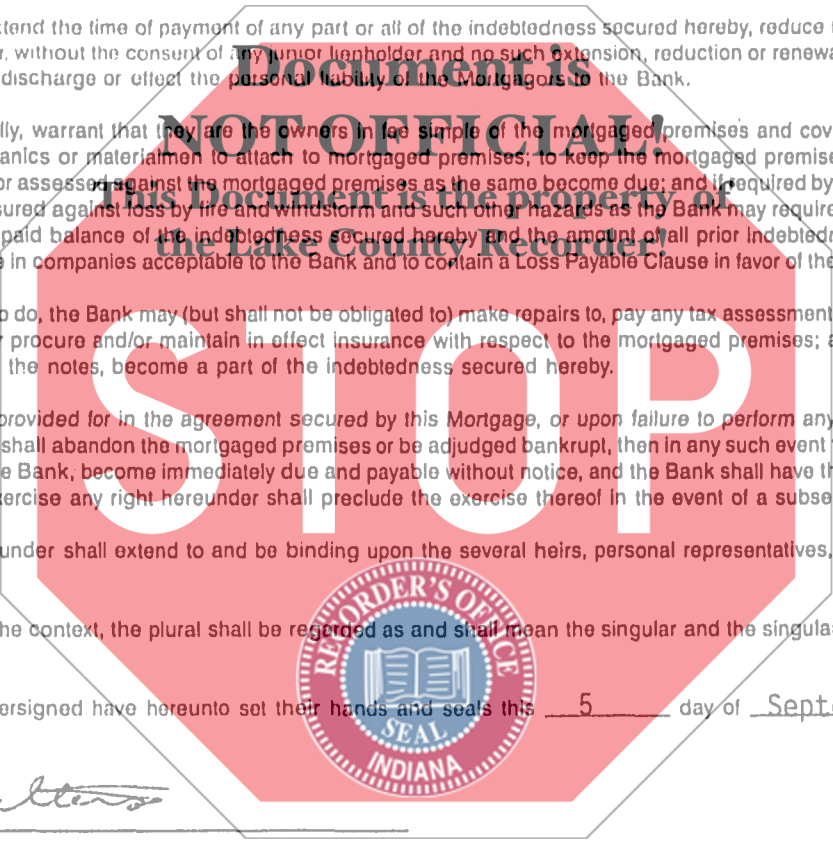 tend the time of payment of any part or all of the indebtedness secured hereby, reduce
, without the consent of any junior lienholder and no such extension, reduction or renewa
discharge or effect the personal liability of the Mortgagors to the Bank.
Document is
NOT OFFICIAL!
This Document is the property of
the Lake County Recorder!
lly, warrant that they are the owners in fee simple of the mortgaged premises and cov
anics or materialmen to attach to mortgaged premises; to keep the mortgaged premise
or assessed against the mortgaged premises as the same become due; and if required by
sured against loss by fire and windstorm and such other hazards as the Bank may require
paid balance of the indebtedness secured hereby and the amount of all prior indebtedn
e in companies acceptable to the Bank and to contain a Loss Payable Clause in favor of the
o do, the Bank may (but shall not be obligated to) make repairs to, pay any tax assessment
r procure and/or maintain in effect insurance with respect to the mortgaged premises; a
the notes, become a part of the indebtedness secured hereby.
STOP
provided for in the agreement secured by this Mortgage, or upon failure to perform any
shall abandon the mortgaged premises or be adjudged bankrupt, then in any such event
e Bank, become immediately due and payable without notice, and the Bank shall have th
xercise any right hereunder shall preclude the exercise thereof in the event of a subse
under shall extend to and be binding upon the several heirs, personal representatives,
he context, the plural shall be regarded as and shall mean the singular and the singula
RECORDER'S OFFICE
SEAL
INDIANA
ersigned have hereunto set their hands and seals this 5 day of Sept